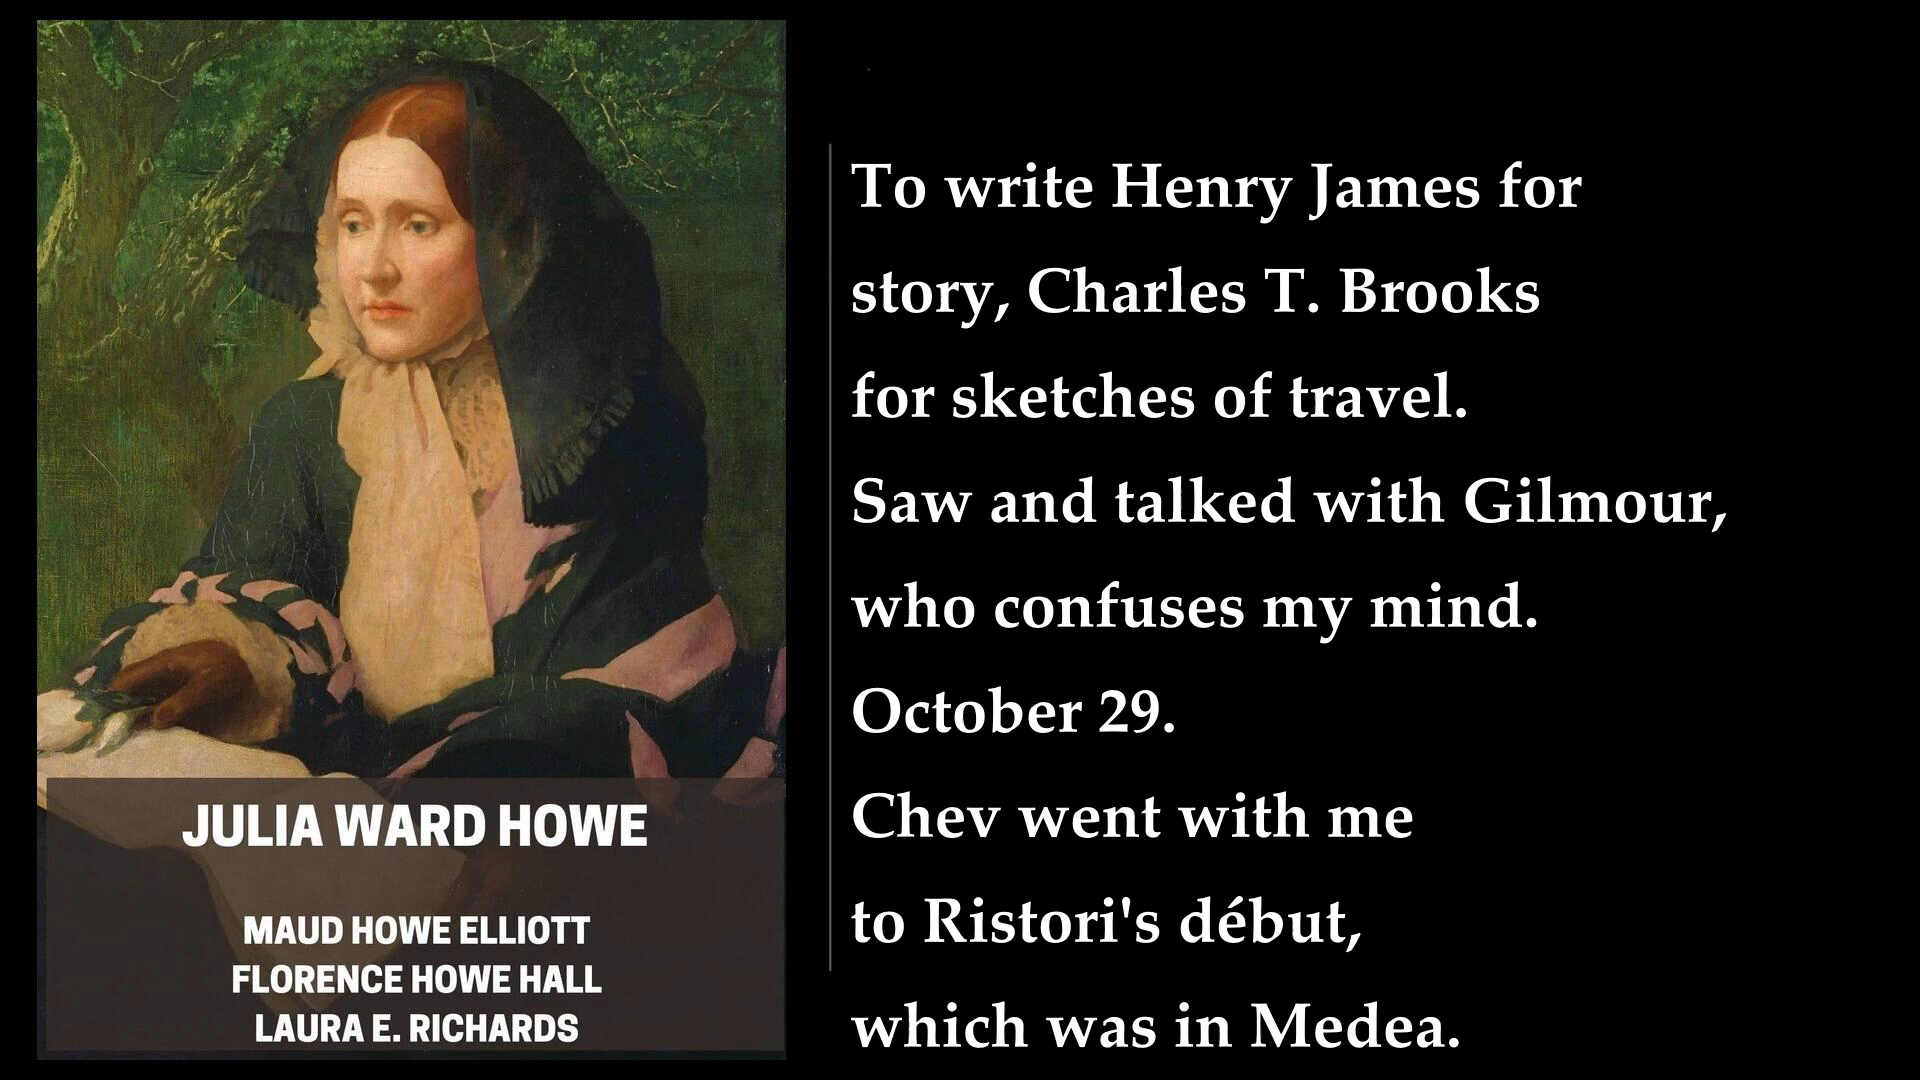 JULIA WARD HOWE
MAUD HOWE ELLIOTT
FLORENCE HOWE HALL
LAURA E. RICHARDS
To write Henry James for
story, Charles T. Brooks
for sketches of travel.
Saw and talked with Gilmour,
who confuses my mind.
October 29.
Chev went with me
to Ristori's début,
which was in Medea.